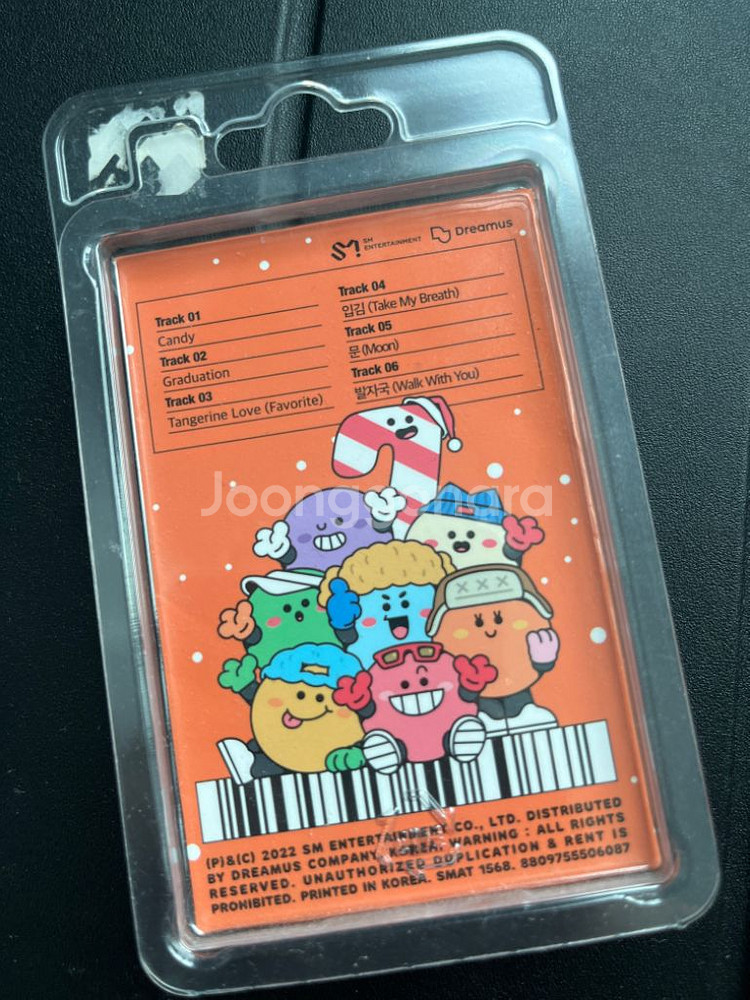 SM
SM ENTERTAINMENT
Dreamus
Track 01
Candy
Track 02
Graduation
Track 03
Tangerine Love (Favorite)
Track 04
입김 (Take My Breath)
Track 05
문 (Moon)
Track 06
발자국 (Walk With You)
Joonggonara
XXX
(P)&(C) 2022 SM ENTERTAINMENT CO., LTD. DISTRIBUTED
BY DREAMUS COMPANY, KOREA. WARNING : ALL RIGHTS
RESERVED. UNAUTHORIZED DUPLICATION & RENT IS
PROHIBITED. PRINTED IN KOREA. SMAT 1568. 8809755506087